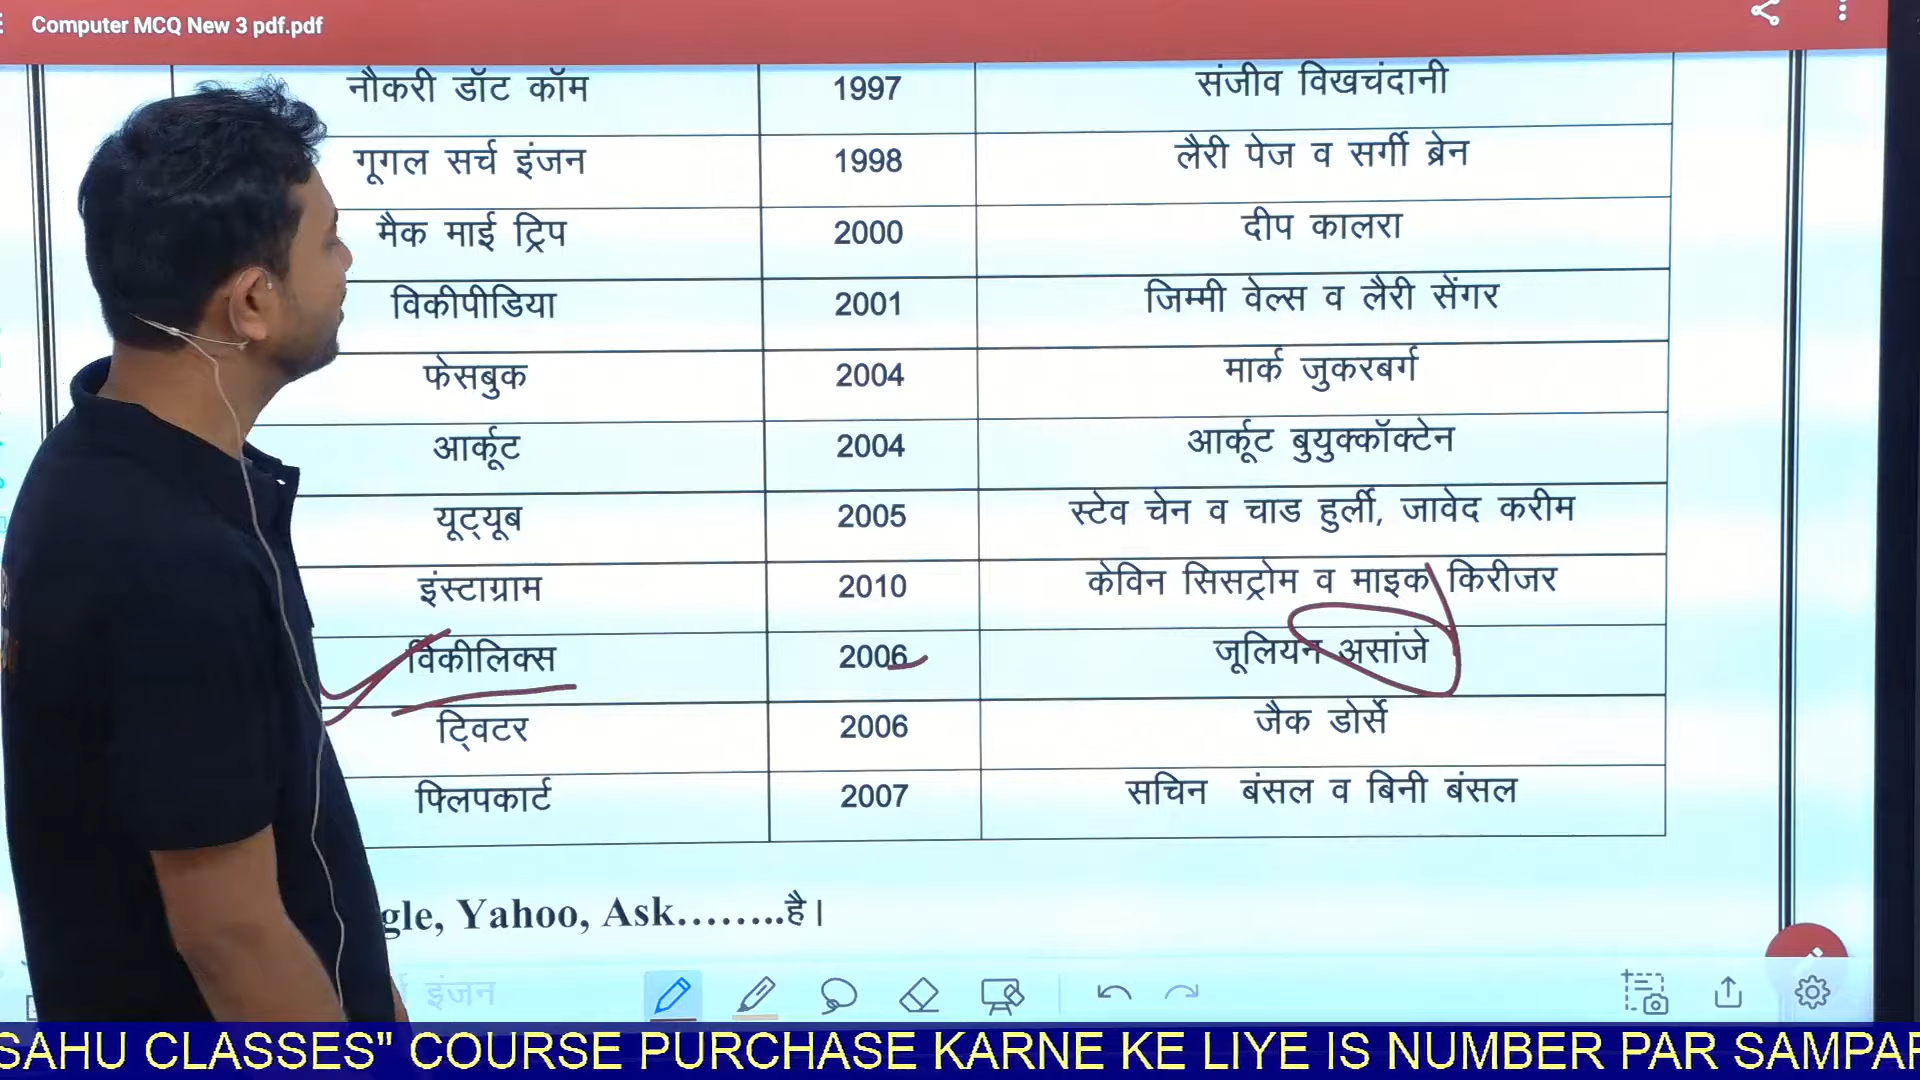 Computer MCQ New 3 pdf.pdf
नौकरी डॉट कॉम 1997 संजीव विखचंदानी
गूगल सर्च इंजन 1998 लैरी पेज व सर्गी ब्रेन
मैक माई ट्रिप 2000 दीप कालरा
विकीपीडिया 2001 जिम्मी वेल्स व लैरी सेंगर
फेसबुक 2004 मार्क जुकरबर्ग
आर्कूट 2004 आर्कूट बुयुक्कॉक्टेन
यूट्यूब 2005 स्टेव चेन व चाड हुर्ली, जावेद करीम
इंस्टाग्राम 2010 केविन सिसट्रोम व माइक किरीजर
विकीलिक्स 2006 जूलियन असांजे
ट्विटर 2006 जैक डोर्से
फ्लिपकार्ट 2007 सचिन बंसल व बिनी बंसल
gle, Yahoo, Ask……..है।
इंजन
SAHU CLASSES" COURSE PURCHASE KARNE KE LIYE IS NUMBER PAR SAMPAR